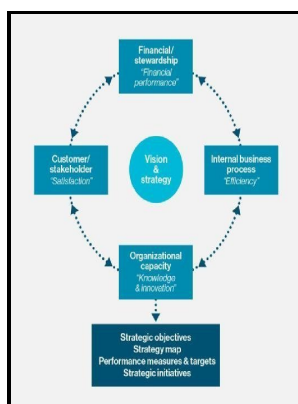 Financial/
stewardship
"Financial
performance"
Customer/
stakeholder
"Satisfaction"
Vision
&
strategy
Internal business
process
"Efficiency"
Organizational
capacity
"Knowledge
& innovation"
Strategic objectives
Strategy map
Performance measures & targets
Strategic initiatives